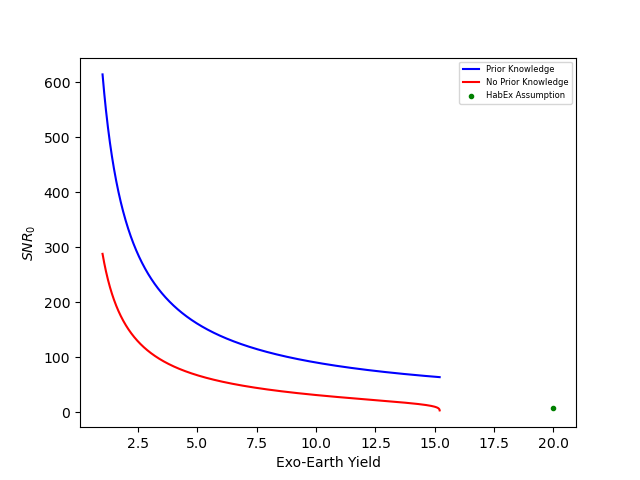 Prior Knowledge
No Prior Knowledge
HabEx Assumption
600
500
400
300
200
100
0
SNR₀
2.5 5.0 7.5 10.0 12.5 15.0 17.5 20.0
Exo-Earth Yield